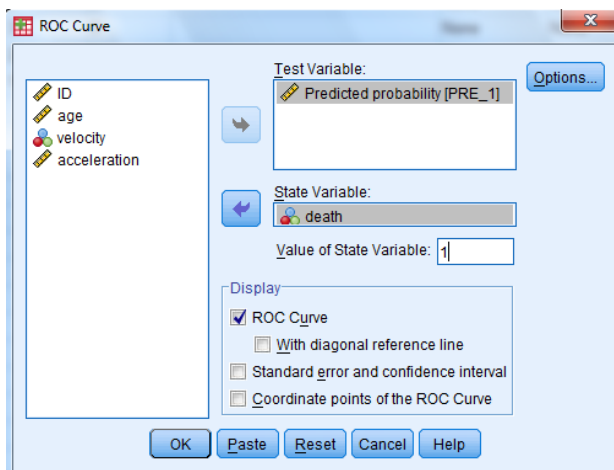 ROC Curve
ID
age
velocity
acceleration
Test Variable:
Predicted probability [PRE_1]
Options...
State Variable:
death
Value of State Variable: 1
Display
ROC Curve
With diagonal reference line
Standard error and confidence interval
Coordinate points of the ROC Curve
OK Paste Reset Cancel Help